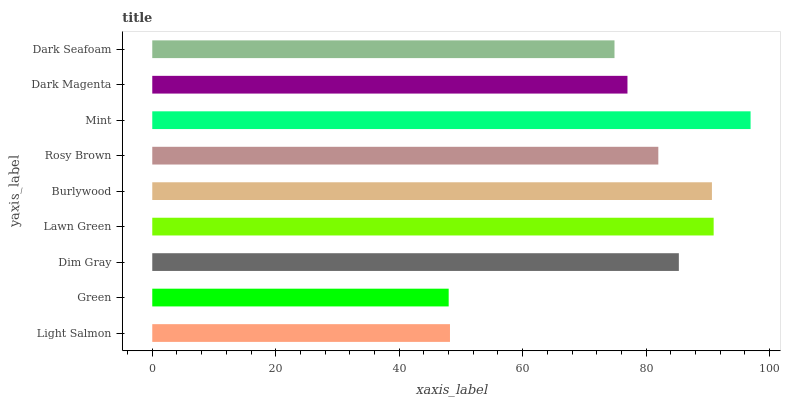 title
Dark Seafoam
Dark Magenta
Mint
Rosy Brown
Burlywood
Lawn Green
Dim Gray
Green
Light Salmon
yaxis_label
0 20 40 60 80 100
xaxis_label